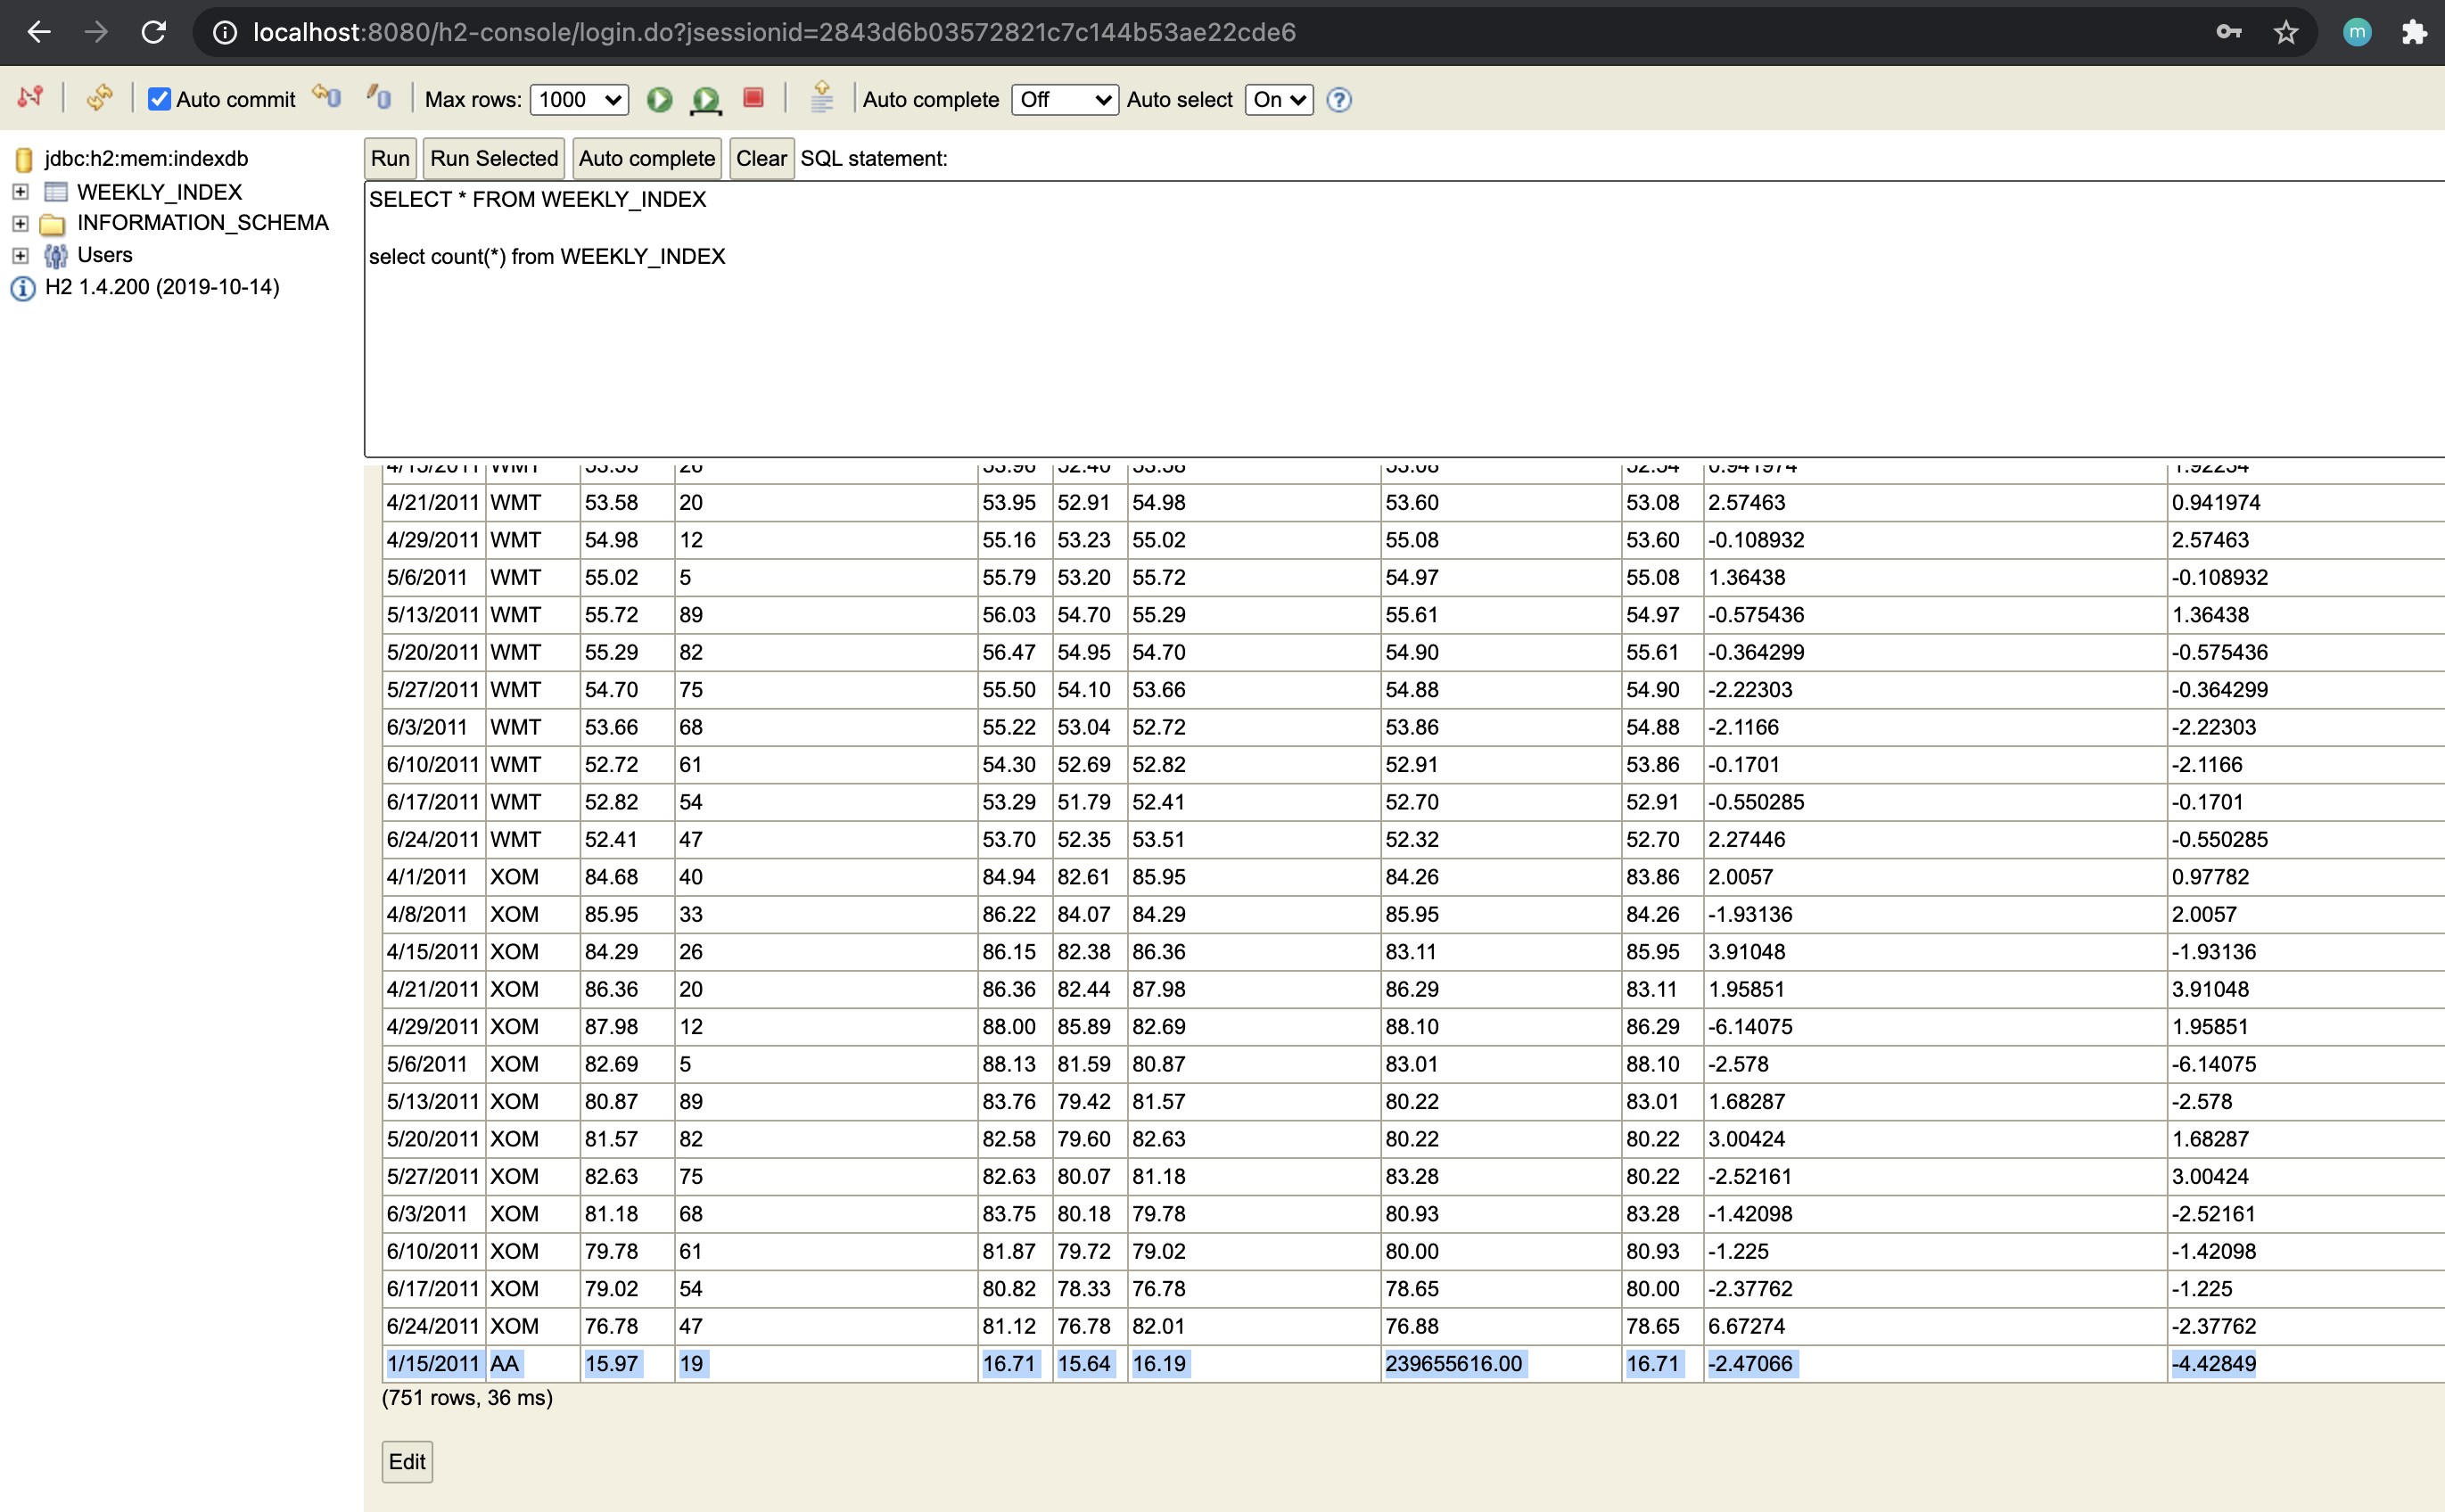 localhost:8080/h2-console/login.do?jsessionid=2843d6b03572821c7c144b53ae22cde6 m
Auto commit Max rows: 1000 Auto complete Off Auto select On ?
jdbc:h2:mem:indexdb
WEEKLY_INDEX
INFORMATION_SCHEMA
Users
H2 1.4.200 (2019-10-14)
Run Run Selected Auto complete Clear SQL statement:
SELECT * FROM WEEKLY_INDEX
select count(*) from WEEKLY_INDEX
4/15/2011 WMT 53.55 26 53.96 52.40 53.58 53.08 52.54 0.941974 1.92234
4/21/2011 WMT 53.58 20 53.95 52.91 54.98 53.60 53.08 2.57463 0.941974
4/29/2011 WMT 54.98 12 55.16 53.23 55.02 55.08 53.60 -0.108932 2.57463
5/6/2011 WMT 55.02 5 55.79 53.20 55.72 54.97 55.08 1.36438 -0.108932
5/13/2011 WMT 55.72 89 56.03 54.70 55.29 55.61 54.97 -0.575436 1.36438
5/20/2011 WMT 55.29 82 56.47 54.95 54.70 54.90 55.61 -0.364299 -0.575436
5/27/2011 WMT 54.70 75 55.50 54.10 53.66 54.88 54.90 -2.22303 -0.364299
6/3/2011 WMT 53.66 68 55.22 53.04 52.72 53.86 54.88 -2.1166 -2.22303
6/10/2011 WMT 52.72 61 54.30 52.69 52.82 52.91 53.86 -0.1701 -2.1166
6/17/2011 WMT 52.82 54 53.29 51.79 52.41 52.70 52.91 -0.550285 -0.1701
6/24/2011 WMT 52.41 47 53.70 52.35 53.51 52.32 52.70 2.27446 -0.550285
4/1/2011 XOM 84.68 40 84.94 82.61 85.95 84.26 83.86 2.0057 0.97782
4/8/2011 XOM 85.95 33 86.22 84.07 84.29 85.95 84.26 -1.93136 2.0057
4/15/2011 XOM 84.29 26 86.15 82.38 86.36 83.11 85.95 3.91048 -1.93136
4/21/2011 XOM 86.36 20 86.36 82.44 87.98 86.29 83.11 1.95851 3.91048
4/29/2011 XOM 87.98 12 88.00 85.89 82.69 88.10 86.29 -6.14075 1.95851
5/6/2011 XOM 82.69 5 88.13 81.59 80.87 83.01 88.10 -2.578 -6.14075
5/13/2011 XOM 80.87 89 83.76 79.42 81.57 80.22 83.01 1.68287 -2.578
5/20/2011 XOM 81.57 82 82.58 79.60 82.63 80.22 80.22 3.00424 1.68287
5/27/2011 XOM 82.63 75 82.63 80.07 81.18 83.28 80.22 -2.52161 3.00424
6/3/2011 XOM 81.18 68 83.75 80.18 79.78 80.93 83.28 -1.42098 -2.52161
6/10/2011 XOM 79.78 61 81.87 79.72 79.02 80.00 80.93 -1.225 -1.42098
6/17/2011 XOM 79.02 54 80.82 78.33 76.78 78.65 80.00 -2.37762 -1.225
6/24/2011 XOM 76.78 47 81.12 76.78 82.01 76.88 78.65 6.67274 -2.37762
1/15/2011 AA 15.97 19 16.71 15.64 16.19 239655616.00 16.71 -2.47066 -4.42849
(751 rows, 36 ms)
Edit